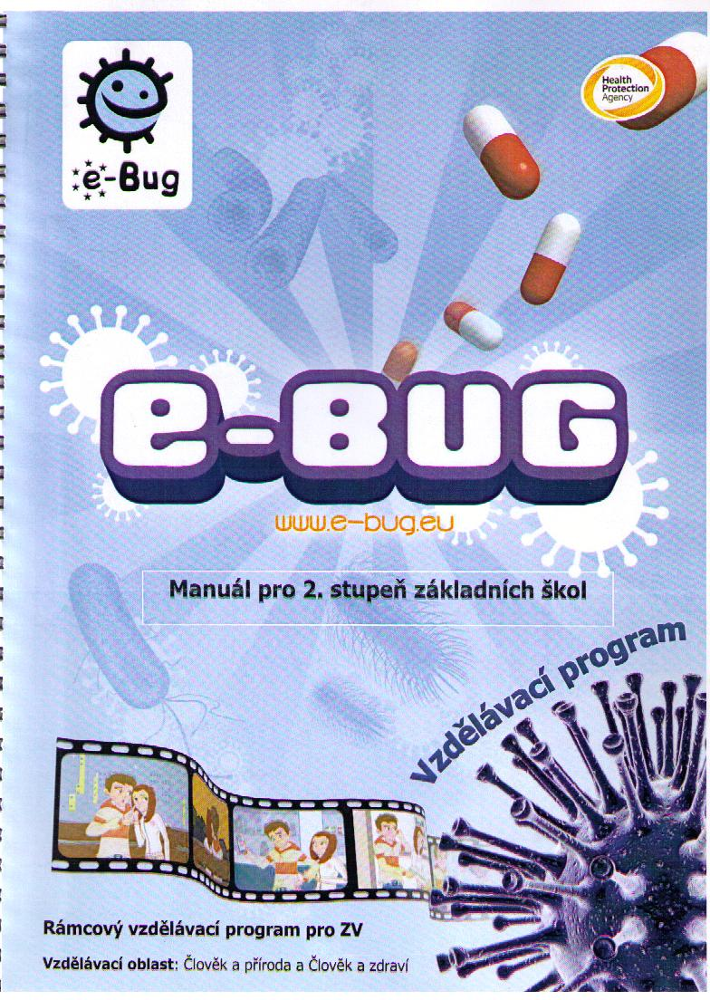 e-Bug
Health
Protection
Agency
e-BUG
www.e-bug.eu
Manuál pro 2. stupeň základních škol
Vzdělávací program
Rámcový vzdělávací program pro ZV
Vzdělávací oblast: Člověk a příroda a Člověk a zdraví